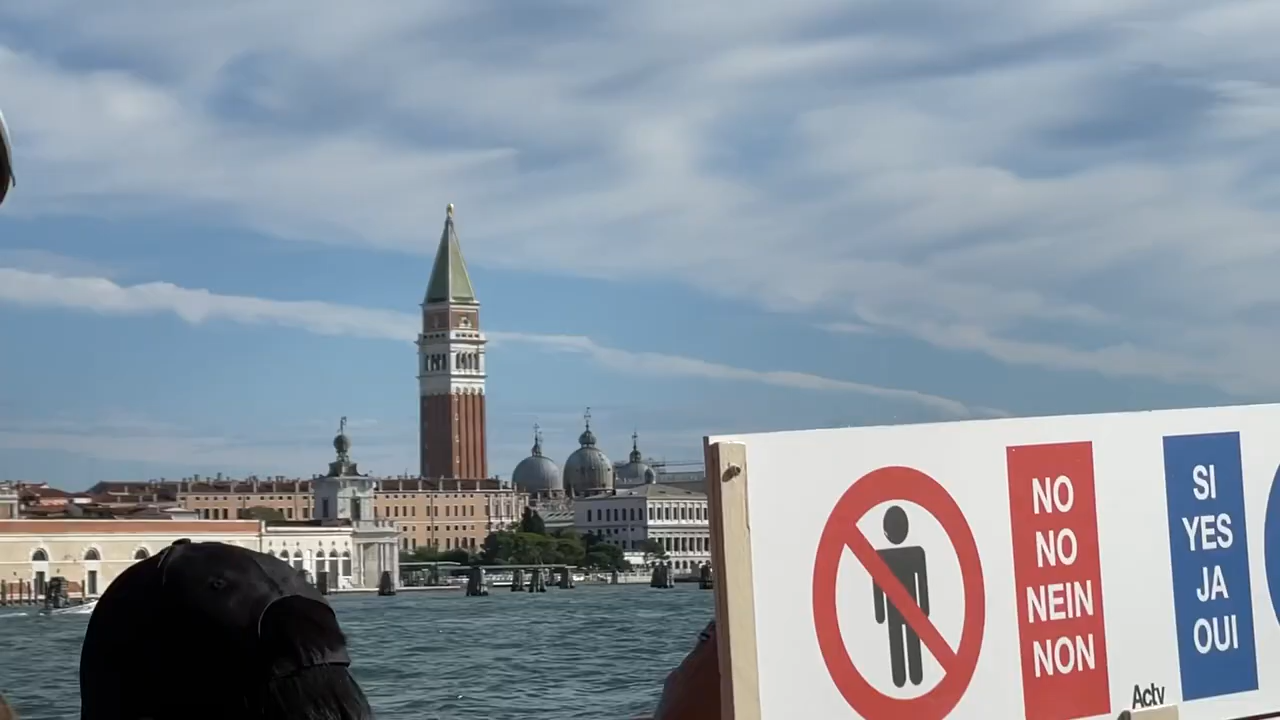 NO
NO
NEIN
NON
SI
YES
JA
OUI
Actv